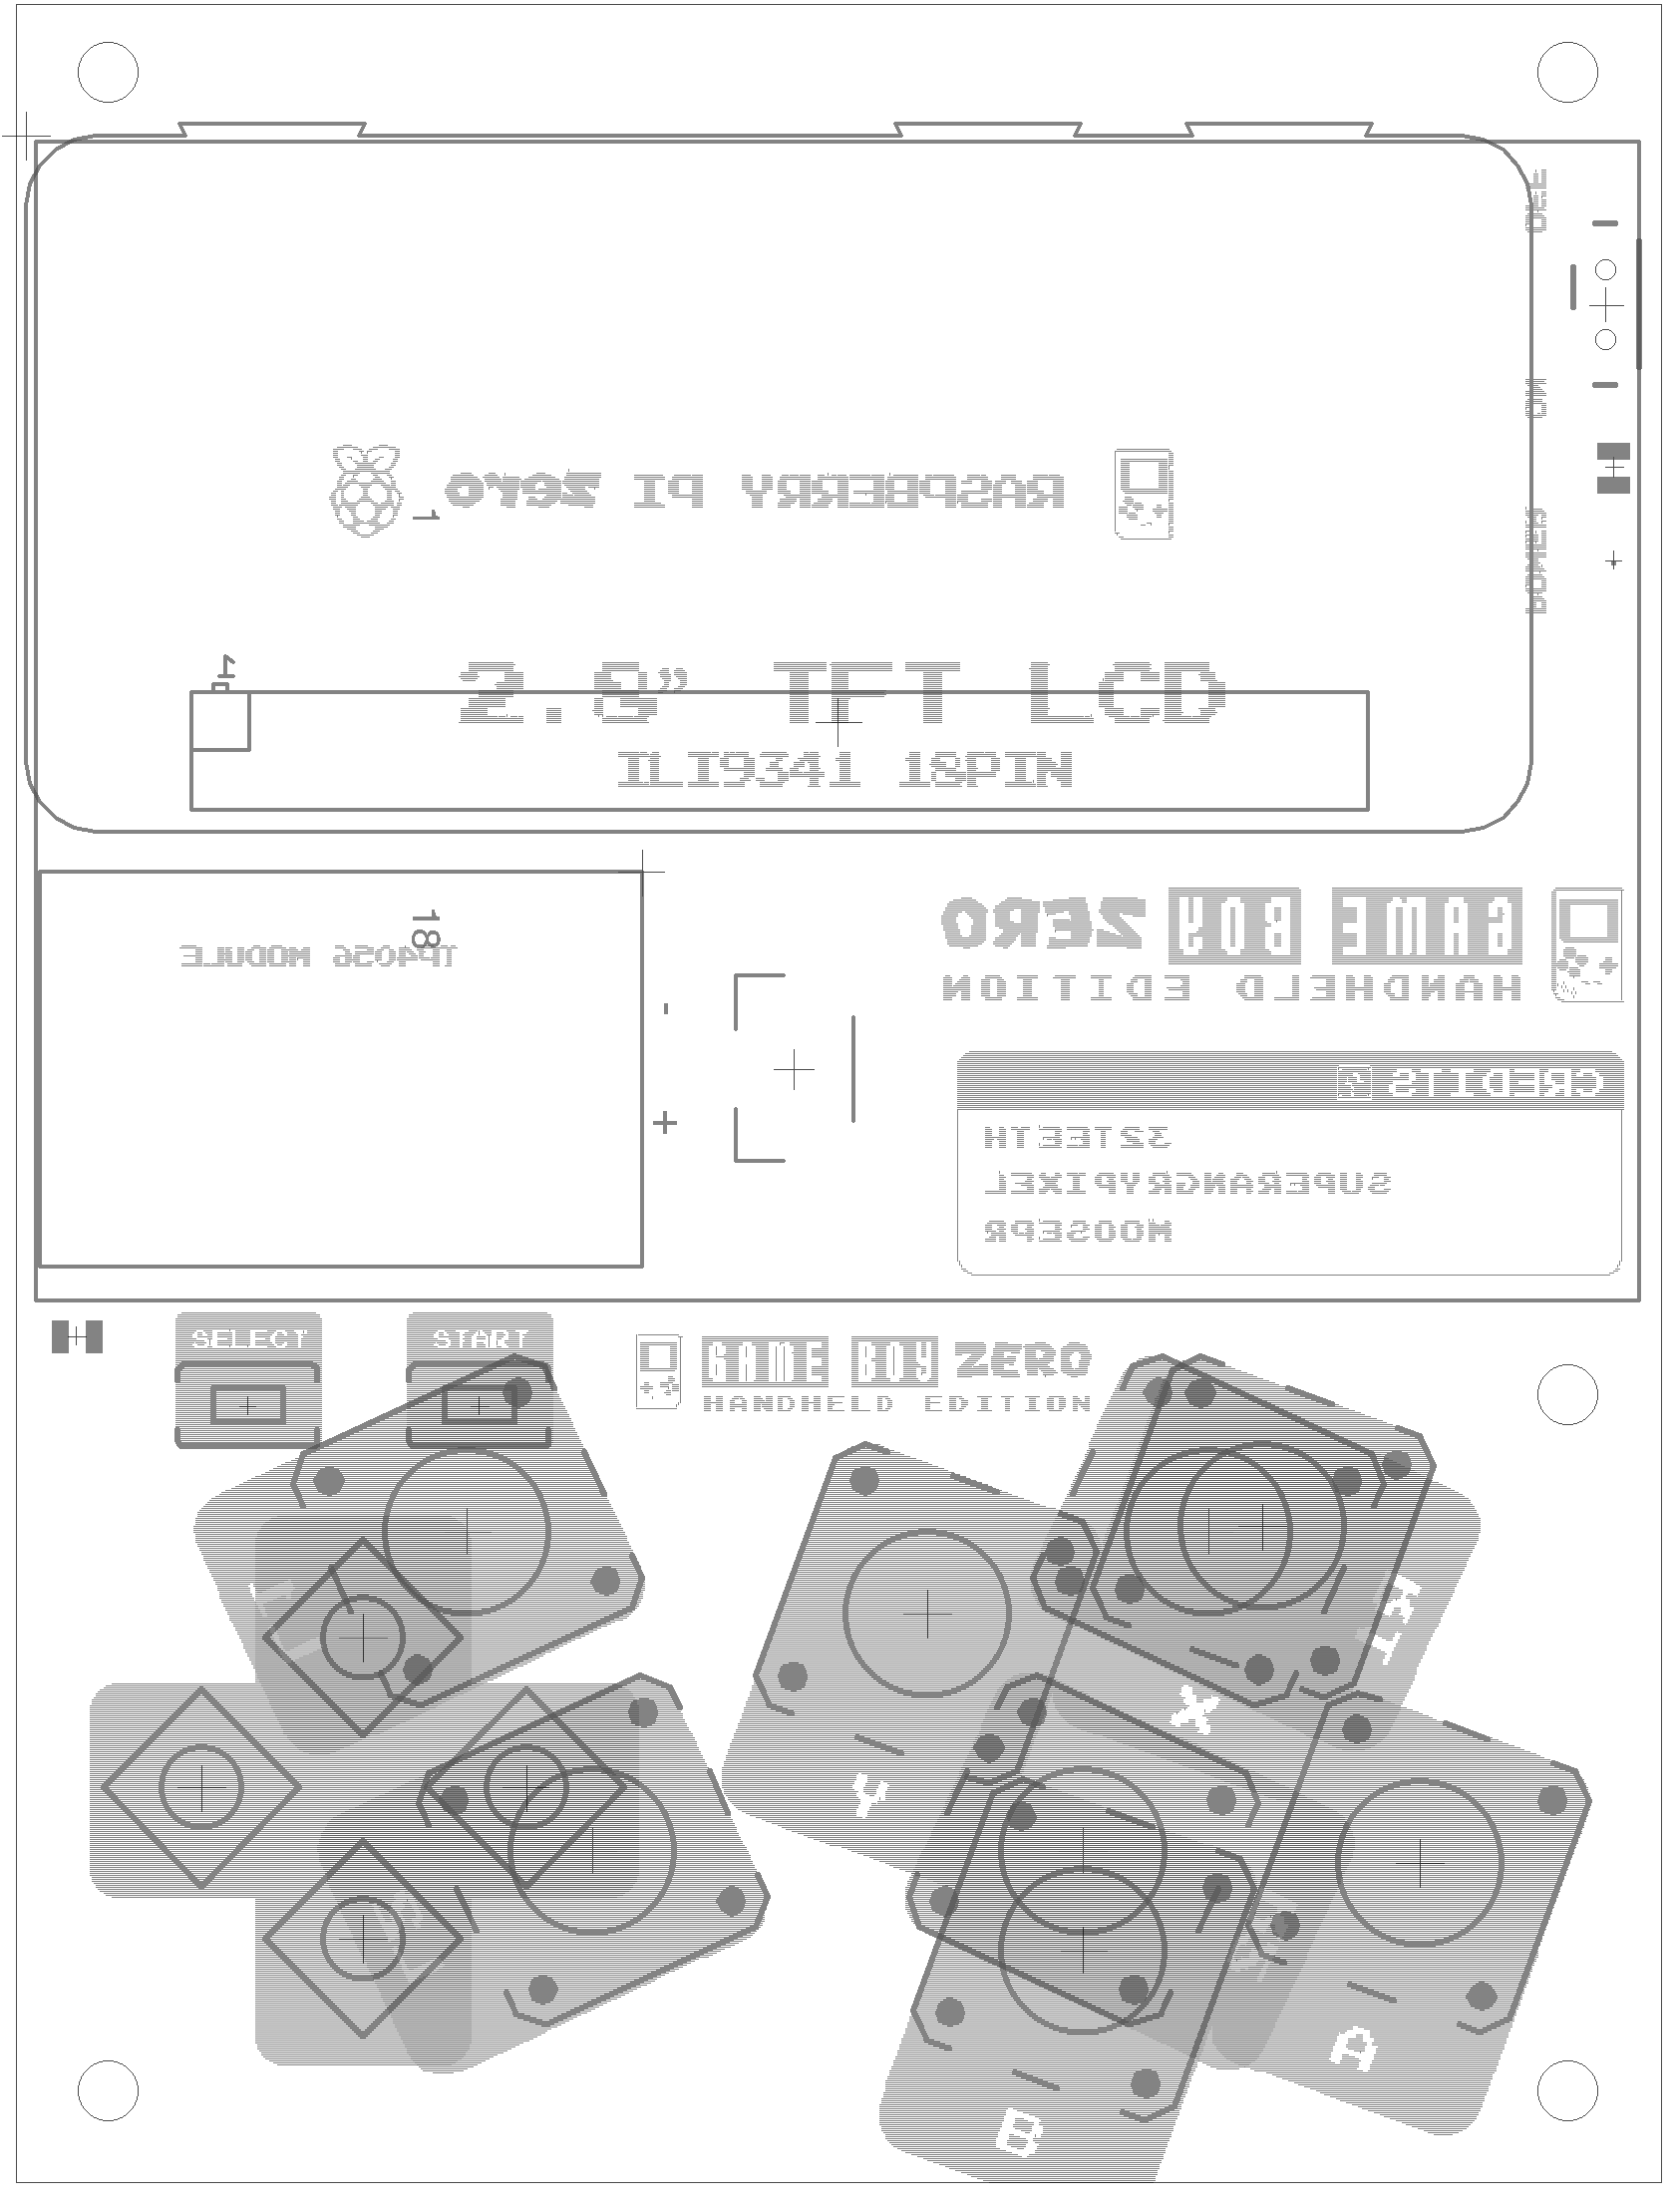 OFF
NO
RASPBERRY PI zero
1
POWER
1
2.8” TFT LCD
ILI9341 18PIN
GAME BOY ZERO
HANDHELD EDITION
18
TP4056 MODULE
-
+
CREDITS
32TEETH
SUPERANGRYPIXEL
MOOSEPR
SELECT
START
GAME BOY ZERO
HANDHELD EDITION
X
Y
A
B